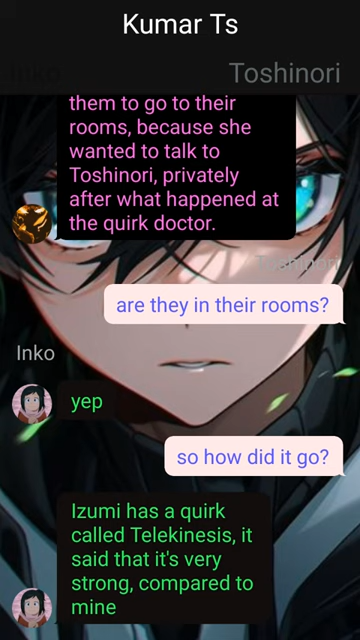 Kumar Ts
Inko
Toshinori
them to go to their
rooms, because she
wanted to talk to
Toshinori, privately
after what happened at
the quirk doctor.
Toshinori
are they in their rooms?
Inko
yep
so how did it go?
Izumi has a quirk
called Telekinesis, it
said that it's very
strong, compared to
mine